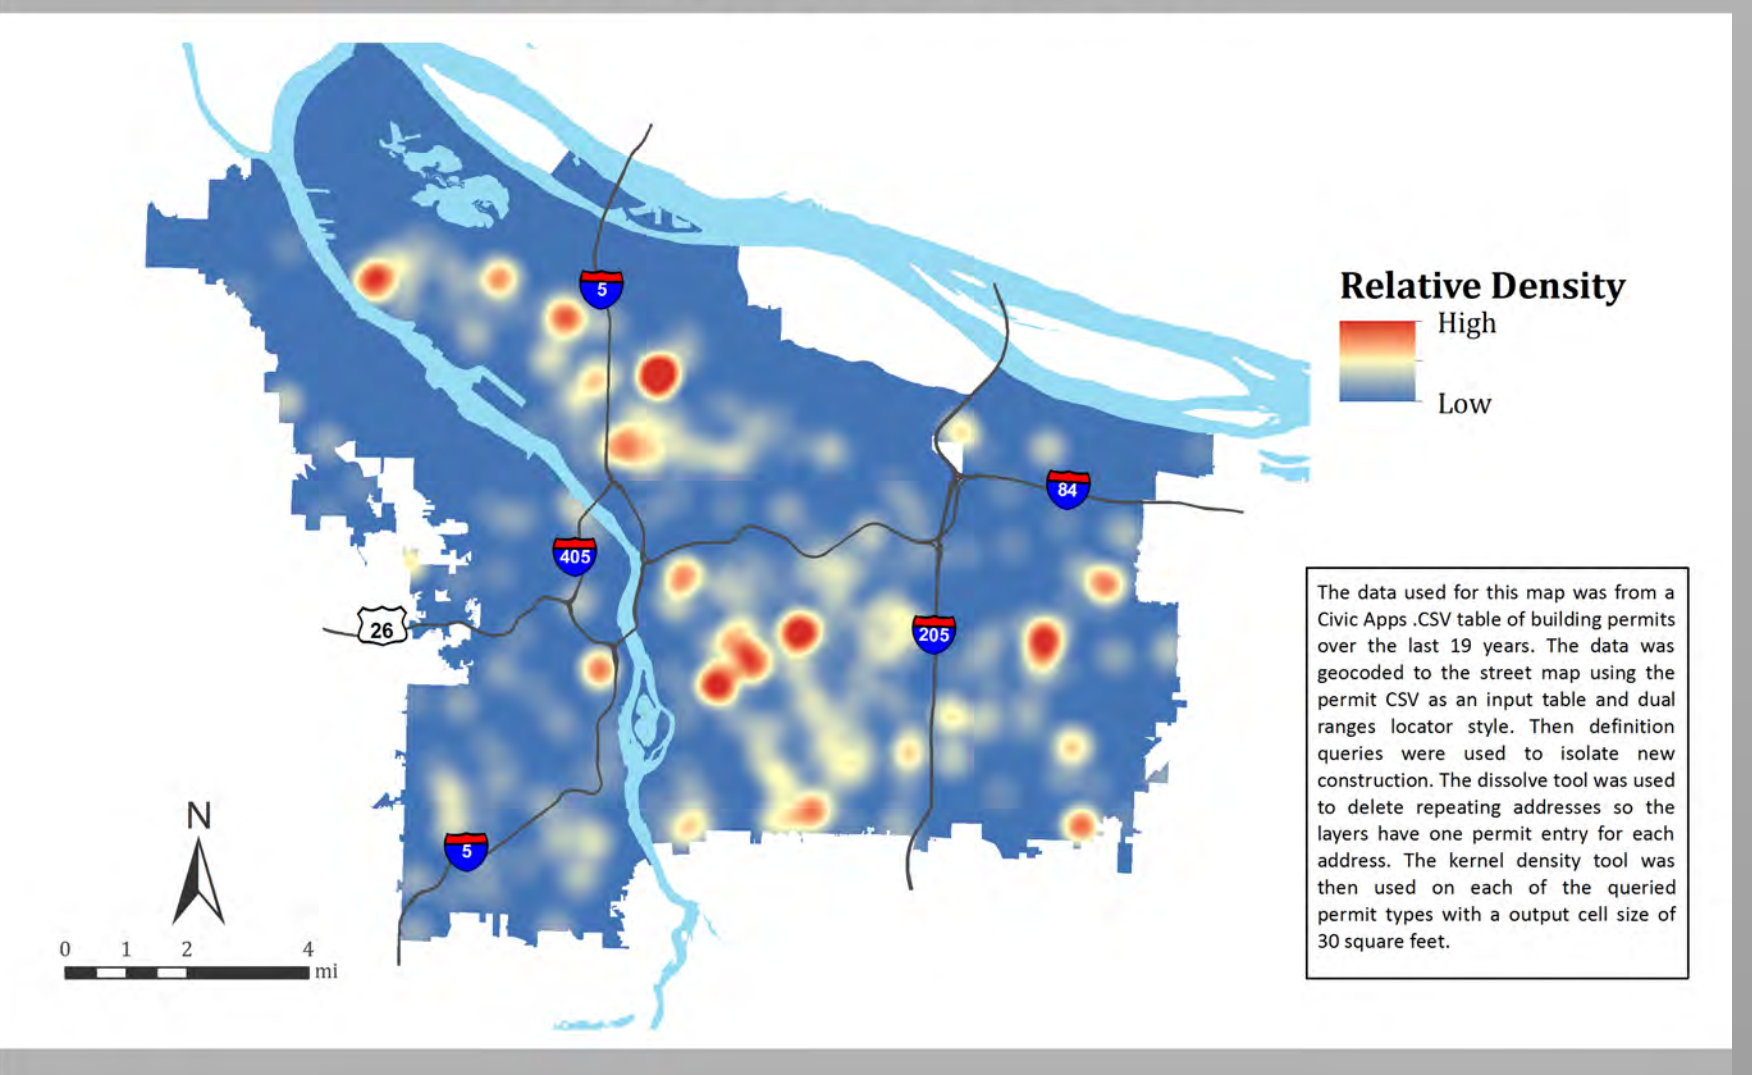 5
Relative Density
High
Low
84
405
26
205
The data used for this map was from a
Civic Apps .CSV table of building permits
over the last 19 years. The data was
geocoded to the street map using the
permit CSV as an input table and dual
ranges locator style. Then definition
queries were used to isolate new
construction. The dissolve tool was used
to delete repeating addresses so the
layers have one permit entry for each
address. The kernel density tool was
then used on each of the queried
permit types with a output cell size of
30 square feet.
N
5
0 1 2 4
mi